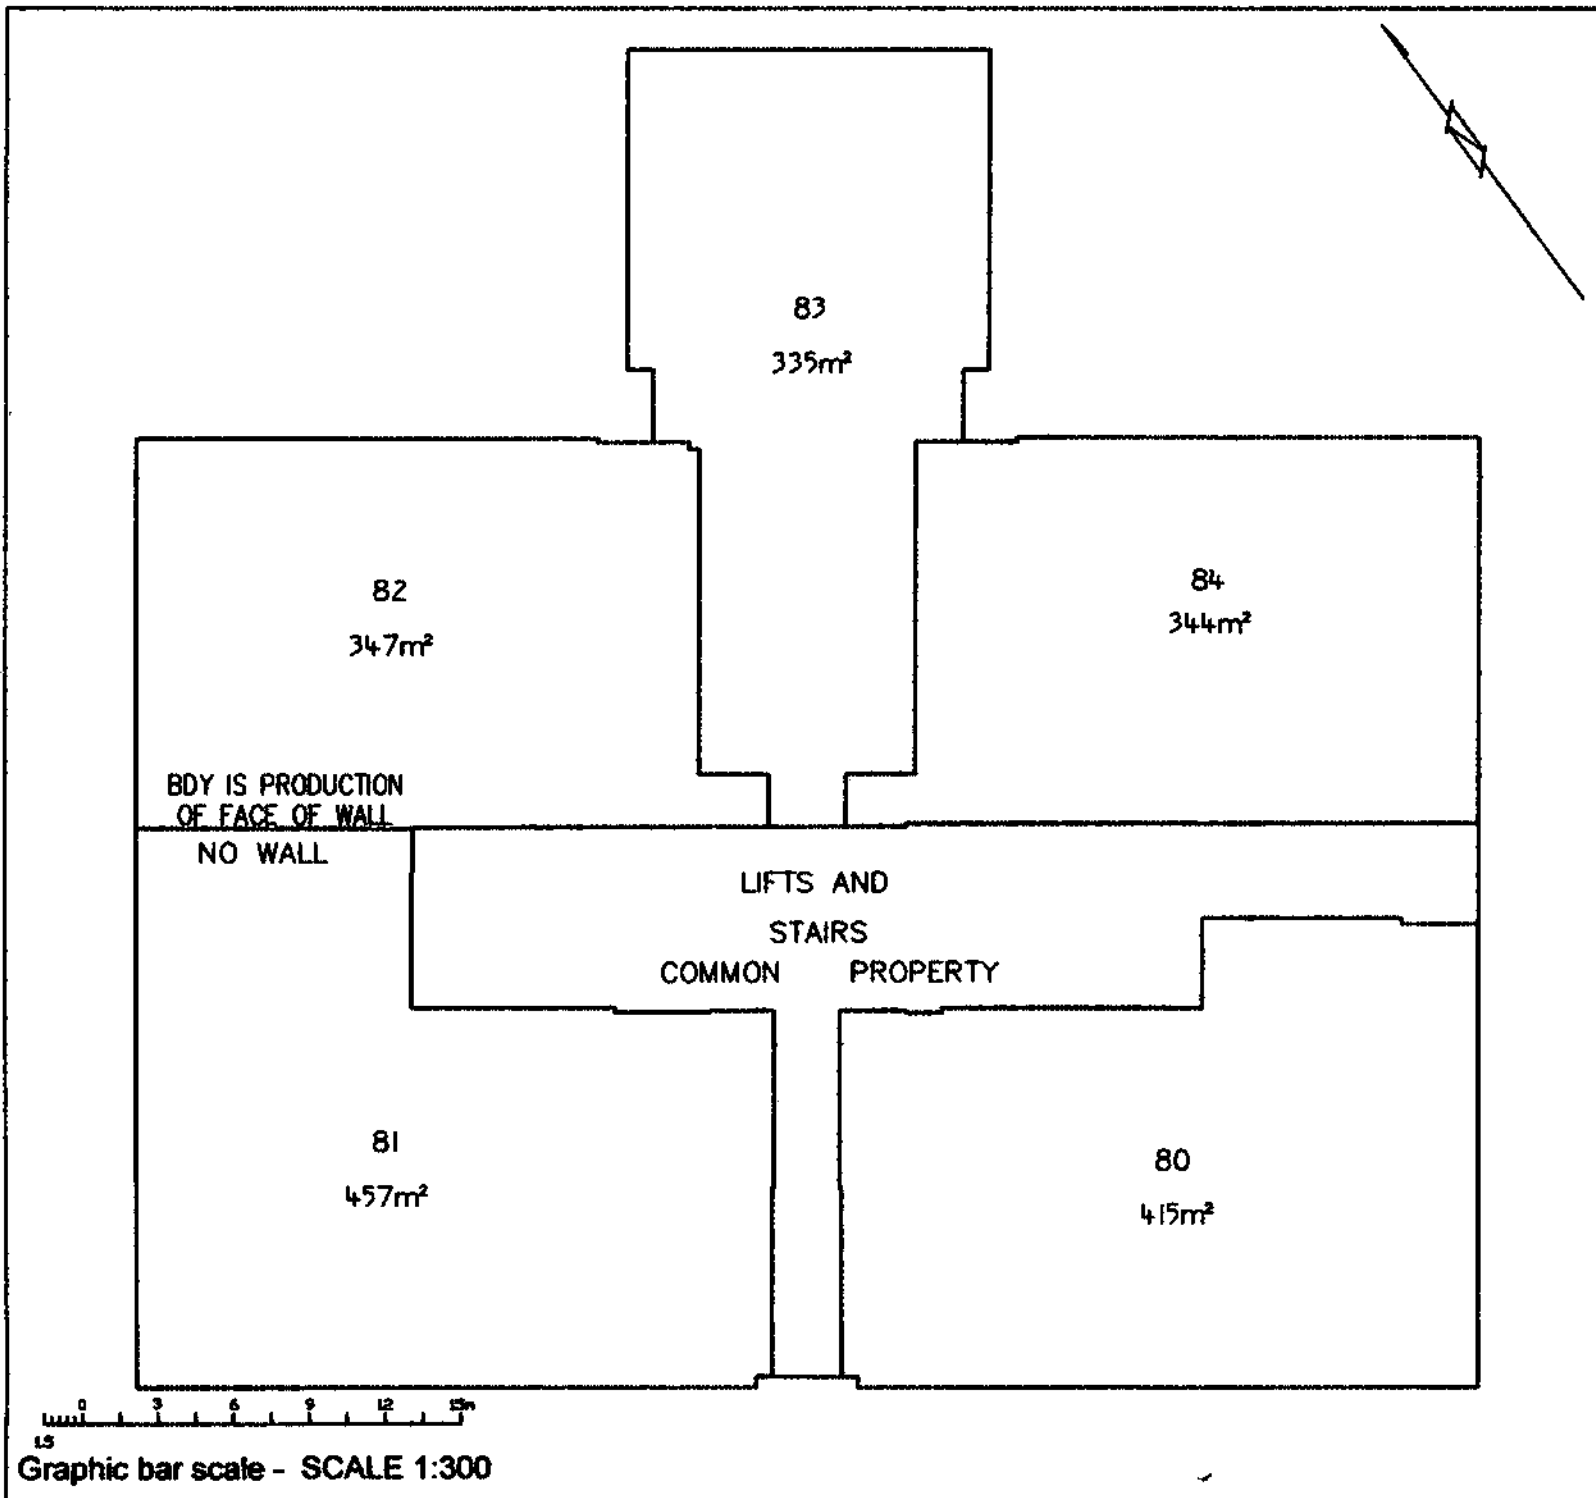 83
335m²
82
347m²
84
344m²
BDY IS PRODUCTION
OF FACE OF WALL
NO WALL
LIFTS AND
STAIRS
COMMON PROPERTY
81
457m²
80
415m²
0 3 6 9 12 15m
1.5
Graphic bar scale - SCALE 1:300